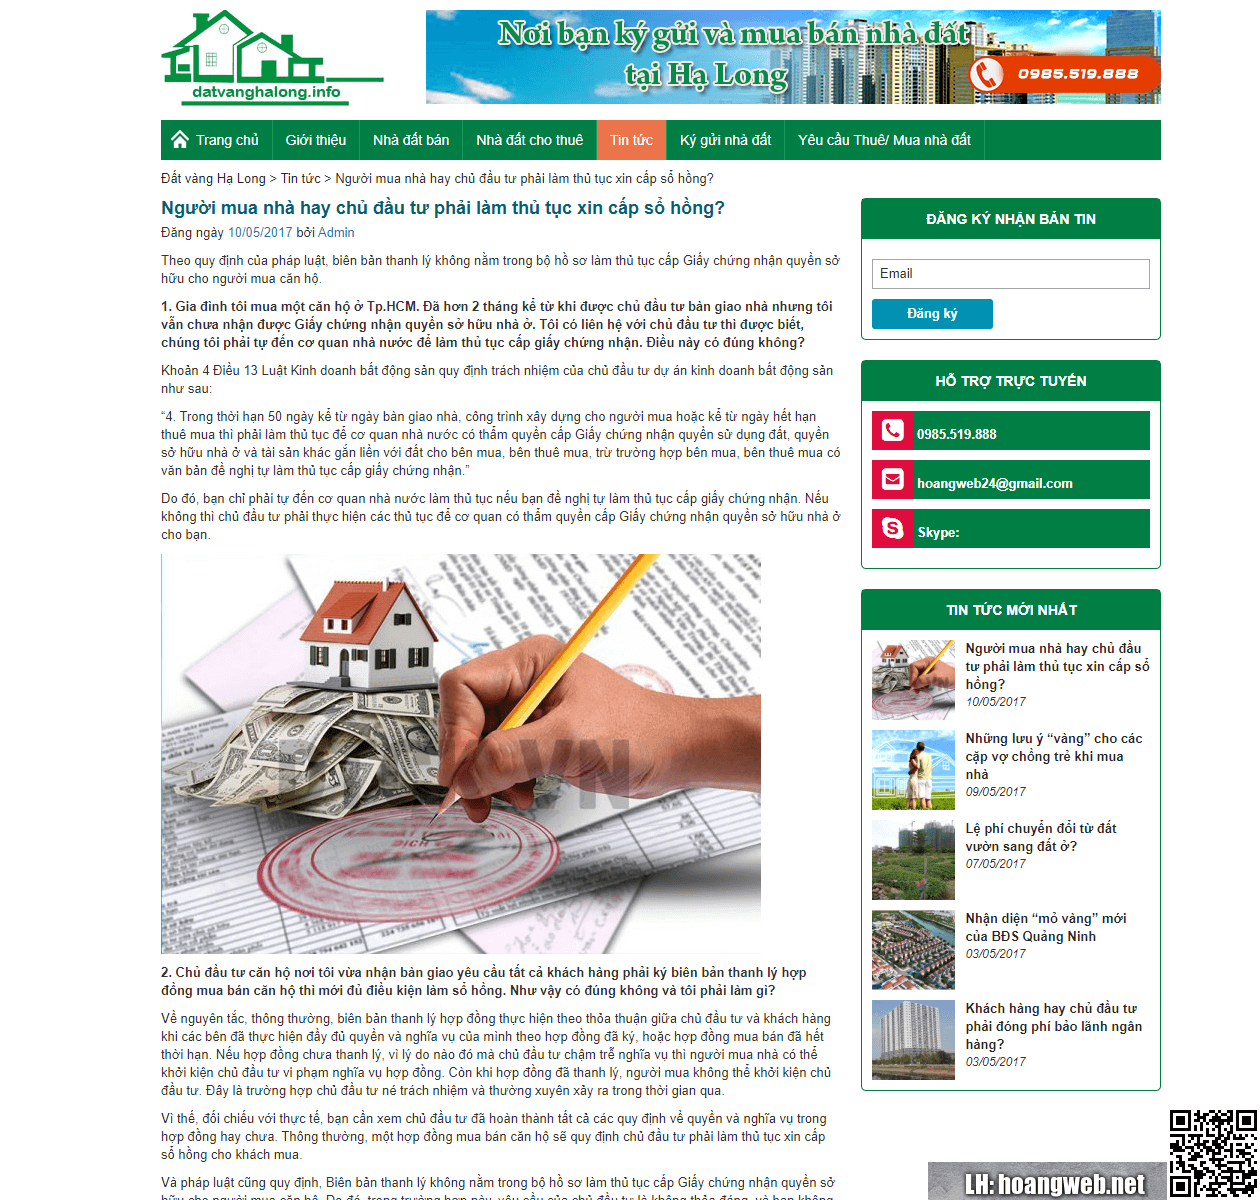 datvanghalong.info
Nơi bạn ký gửi và mua bán nhà đất
tại Hạ Long
0985.519.888
Trang chủ
Giới thiệu
Nhà đất bán
Nhà đất cho thuê
Tin tức
Ký gửi nhà đất
Yêu cầu Thuê/ Mua nhà đất
Đất vàng Hạ Long > Tin tức > Người mua nhà hay chủ đầu tư phải làm thủ tục xin cấp sổ hồng?
Người mua nhà hay chủ đầu tư phải làm thủ tục xin cấp sổ hồng?
Đăng ngày 10/05/2017 bởi Admin
Theo quy định của pháp luật, biên bản thanh lý không nằm trong bộ hồ sơ làm thủ tục cấp Giấy chứng nhận quyền sở
hữu cho người mua căn hộ.
1. Gia đình tôi mua một căn hộ ở Tp.HCM. Đã hơn 2 tháng kể từ khi được chủ đầu tư bàn giao nhà nhưng tôi
vẫn chưa nhận được Giấy chứng nhận quyền sở hữu nhà ở. Tôi có liên hệ với chủ đầu tư thì được biết,
chúng tôi phải tự đến cơ quan nhà nước để làm thủ tục cấp giấy chứng nhận. Điều này có đúng không?
Khoản 4 Điều 13 Luật Kinh doanh bất động sản quy định trách nhiệm của chủ đầu tư dự án kinh doanh bất động sản
như sau:
“4. Trong thời hạn 50 ngày kể từ ngày bàn giao nhà, công trình xây dựng cho người mua hoặc kể từ ngày hết hạn
thuê mua thì phải làm thủ tục để cơ quan nhà nước có thẩm quyền cấp Giấy chứng nhận quyền sử dụng đất, quyền
sở hữu nhà ở và tài sản khác gắn liền với đất cho bên mua, bên thuê mua, trừ trường hợp bên mua, bên thuê mua có
văn bản đề nghị tự làm thủ tục cấp giấy chứng nhận.”
Do đó, bạn chỉ phải tự đến cơ quan nhà nước làm thủ tục nếu bạn đề nghị tự làm thủ tục cấp giấy chứng nhận. Nếu
không thì chủ đầu tư phải thực hiện các thủ tục để cơ quan có thẩm quyền cấp Giấy chứng nhận quyền sở hữu nhà ở
cho bạn.
2. Chủ đầu tư căn hộ nơi tôi vừa nhận bàn giao yêu cầu tất cả khách hàng phải ký biên bản thanh lý hợp
đồng mua bán căn hộ thì mới đủ điều kiện làm sổ hồng. Như vậy có đúng không và tôi phải làm gì?
Về nguyên tắc, thông thường, biên bản thanh lý hợp đồng thực hiện theo thỏa thuận giữa chủ đầu tư và khách hàng
khi các bên đã thực hiện đầy đủ quyền và nghĩa vụ của mình theo hợp đồng đã ký, hoặc hợp đồng mua bán đã hết
thời hạn. Nếu hợp đồng chưa thanh lý, vì lý do nào đó mà chủ đầu tư chậm trễ nghĩa vụ thì người mua nhà có thể
khởi kiện chủ đầu tư vi phạm nghĩa vụ hợp đồng. Còn khi hợp đồng đã thanh lý, người mua không thể khởi kiện chủ
đầu tư. Đây là trường hợp chủ đầu tư né trách nhiệm và thường xuyên xảy ra trong thời gian qua.
Vì thế, đối chiếu với thực tế, bạn cần xem chủ đầu tư đã hoàn thành tất cả các quy định về quyền và nghĩa vụ trong
hợp đồng hay chưa. Thông thường, một hợp đồng mua bán căn hộ sẽ quy định chủ đầu tư phải làm thủ tục xin cấp
sổ hồng cho khách mua.
Và pháp luật cũng quy định, Biên bản thanh lý không nằm trong bộ hồ sơ làm thủ tục cấp Giấy chứng nhận quyền sở
hữu cho người mua căn hộ. Do đó, trong trường hợp này, yêu cầu của chủ đầu tư là không thỏa đáng, và bạn không
ĐĂNG KÝ NHẬN BẢN TIN
Email
Đăng ký
HỖ TRỢ TRỰC TUYẾN
0985.519.888
hoangweb24@gmail.com
Skype:
TIN TỨC MỚI NHẤT
Người mua nhà hay chủ đầu
tư phải làm thủ tục xin cấp sổ
hồng?
10/05/2017
Những lưu ý “vàng” cho các
cặp vợ chồng trẻ khi mua
nhà
09/05/2017
Lệ phí chuyển đổi từ đất
vườn sang đất ở?
07/05/2017
Nhận diện “mỏ vàng” mới
của BĐS Quảng Ninh
03/05/2017
Khách hàng hay chủ đầu tư
phải đóng phí bảo lãnh ngân
hàng?
03/05/2017
LH: hoangweb.net